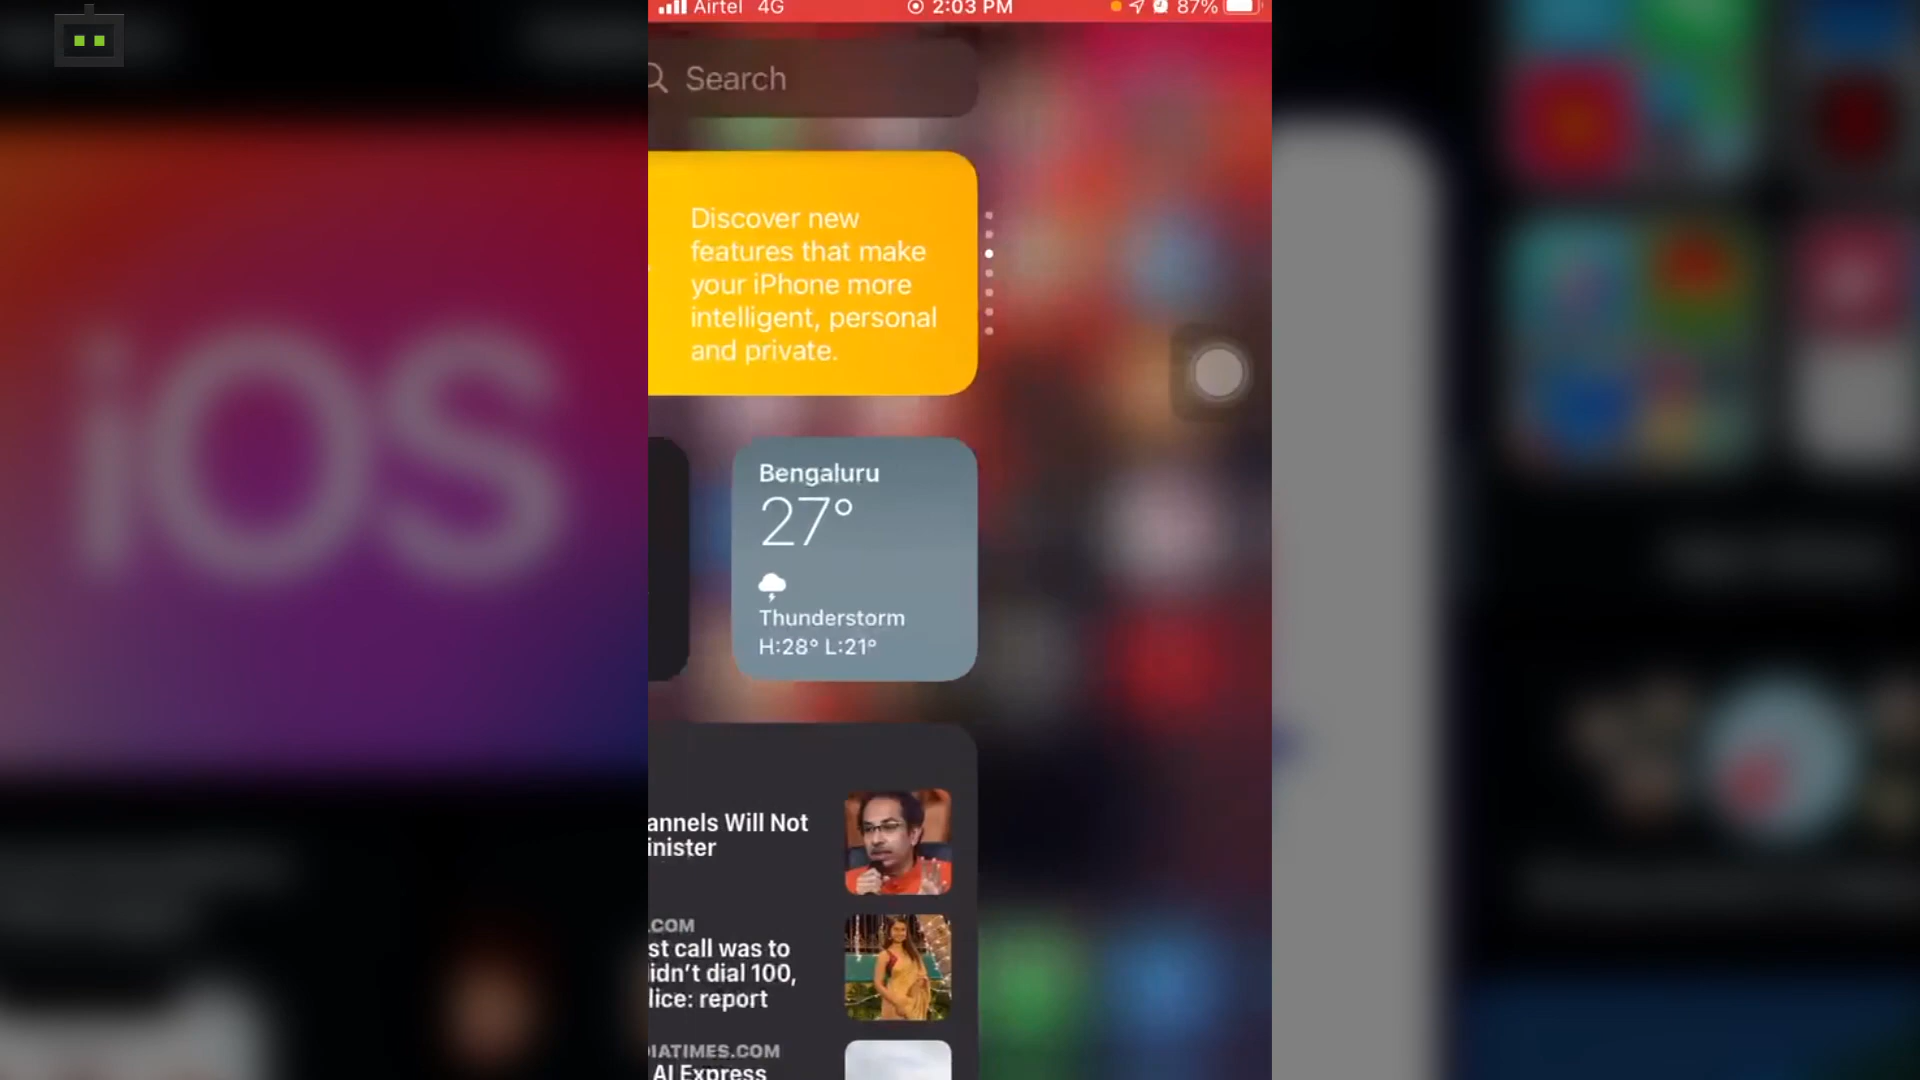 Airtel 4G 2:03 PM 87%
Search
Discover new
features that make
your iPhone more
intelligent, personal
and private.
iOS
Bengaluru
27°
Thunderstorm
H:28° L:21°
annels Will Not
inister
.COM
st call was to
idn't dial 100,
lice: report
IATIMES.COM
AI Express